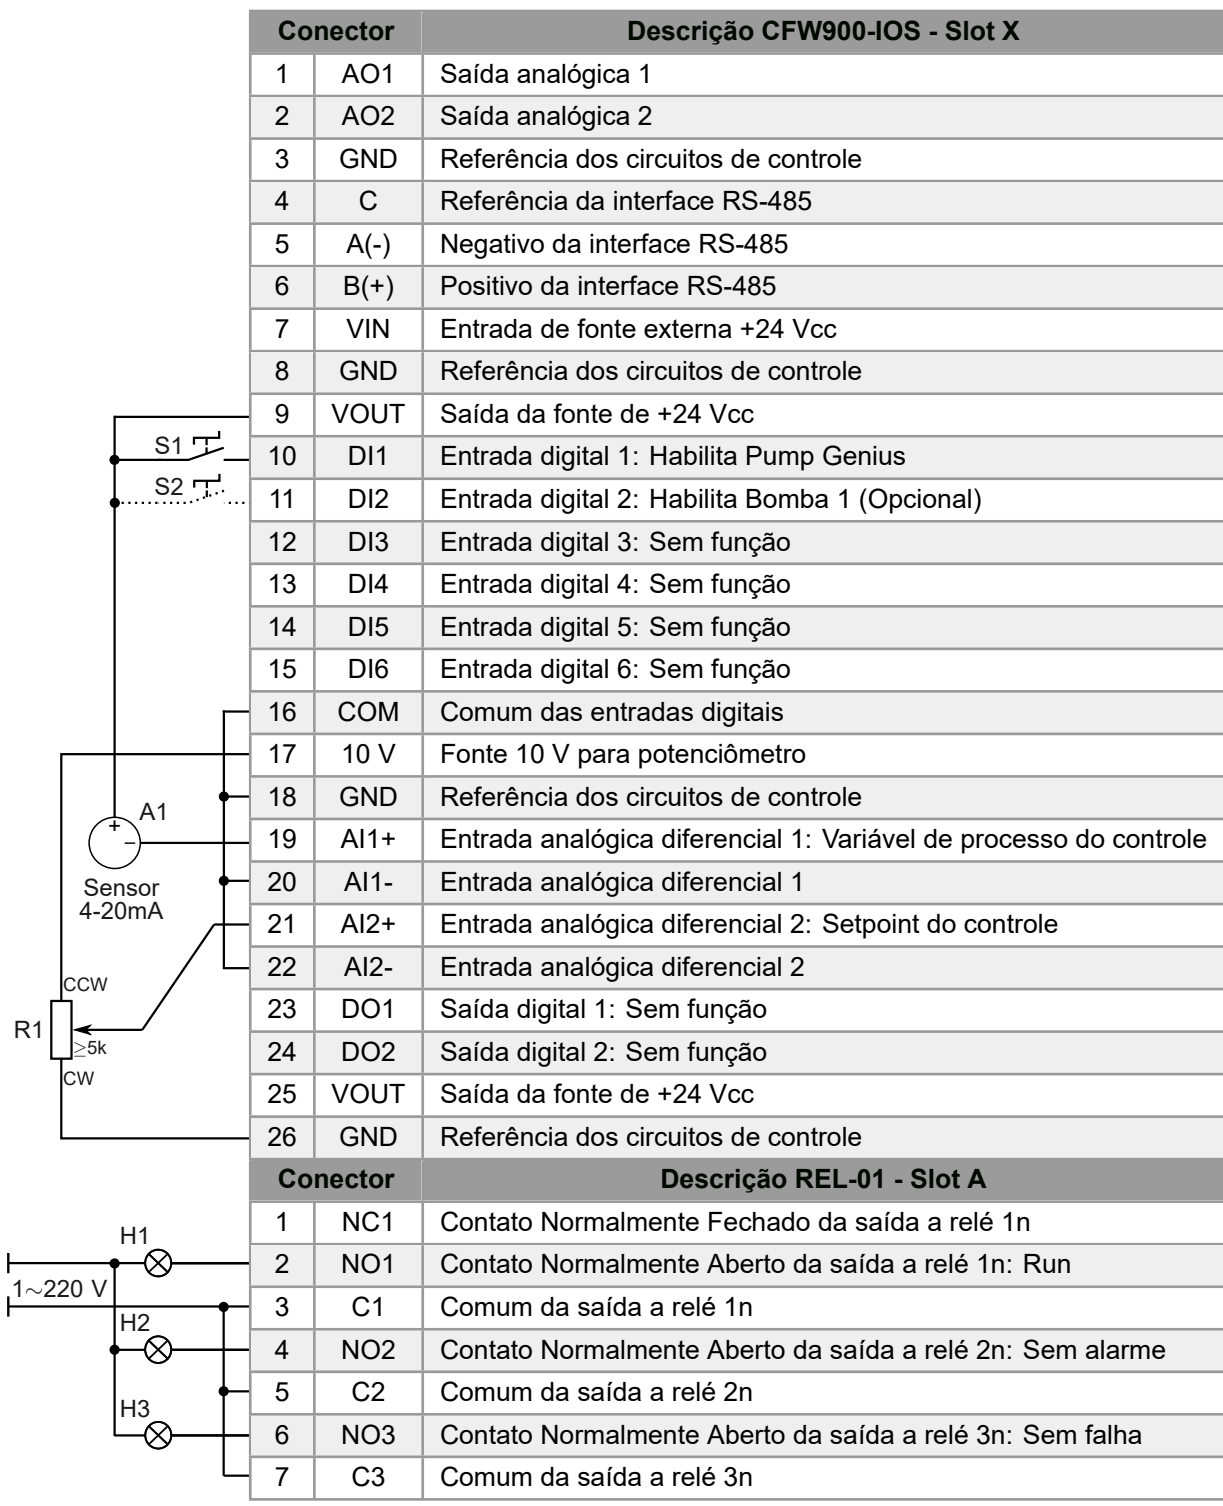 Conector Descrição CFW900-IOS - Slot X
1 AO1 Saída analógica 1
2 AO2 Saída analógica 2
3 GND Referência dos circuitos de controle
4 C Referência da interface RS-485
5 A(-) Negativo da interface RS-485
6 B(+) Positivo da interface RS-485
7 VIN Entrada de fonte externa +24 Vcc
8 GND Referência dos circuitos de controle
9 VOUT Saída da fonte de +24 Vcc
S1 10 DI1 Entrada digital 1: Habilita Pump Genius
S2 11 DI2 Entrada digital 2: Habilita Bomba 1 (Opcional)
12 DI3 Entrada digital 3: Sem função
13 DI4 Entrada digital 4: Sem função
14 DI5 Entrada digital 5: Sem função
15 DI6 Entrada digital 6: Sem função
16 COM Comum das entradas digitais
17 10 V Fonte 10 V para potenciômetro
18 GND Referência dos circuitos de controle
A1
+
− 19 AI1+ Entrada analógica diferencial 1: Variável de processo do controle
Sensor 20 AI1- Entrada analógica diferencial 1
4-20mA 21 AI2+ Entrada analógica diferencial 2: Setpoint do controle
22 AI2- Entrada analógica diferencial 2
CCW
R1 23 DO1 Saída digital 1: Sem função
≥5k 24 DO2 Saída digital 2: Sem função
CW 25 VOUT Saída da fonte de +24 Vcc
26 GND Referência dos circuitos de controle
Conector Descrição REL-01 - Slot A
1 NC1 Contato Normalmente Fechado da saída a relé 1n
H1 2 NO1 Contato Normalmente Aberto da saída a relé 1n: Run
1~220 V 3 C1 Comum da saída a relé 1n
H2 4 NO2 Contato Normalmente Aberto da saída a relé 2n: Sem alarme
5 C2 Comum da saída a relé 2n
H3 6 NO3 Contato Normalmente Aberto da saída a relé 3n: Sem falha
7 C3 Comum da saída a relé 3n